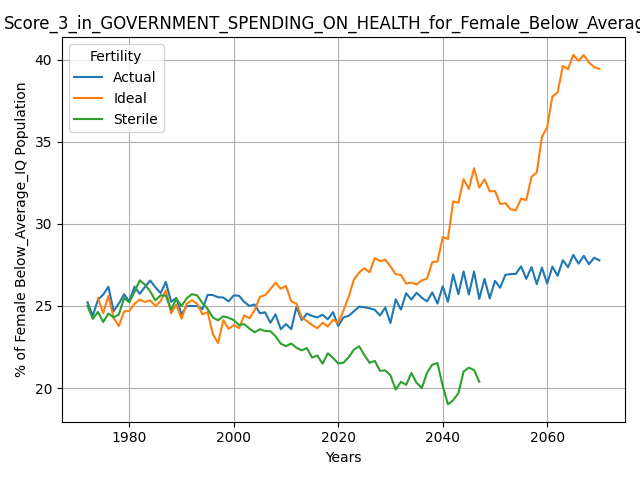 Score_3_in_GOVERNMENT_SPENDING_ON_HEALTH_for_Female_Below_Averag
Fertility
Actual
Ideal
Sterile
% of Female Below_Average_IQ Population
40
35
30
25
20
1980 2000 2020 2040 2060
Years